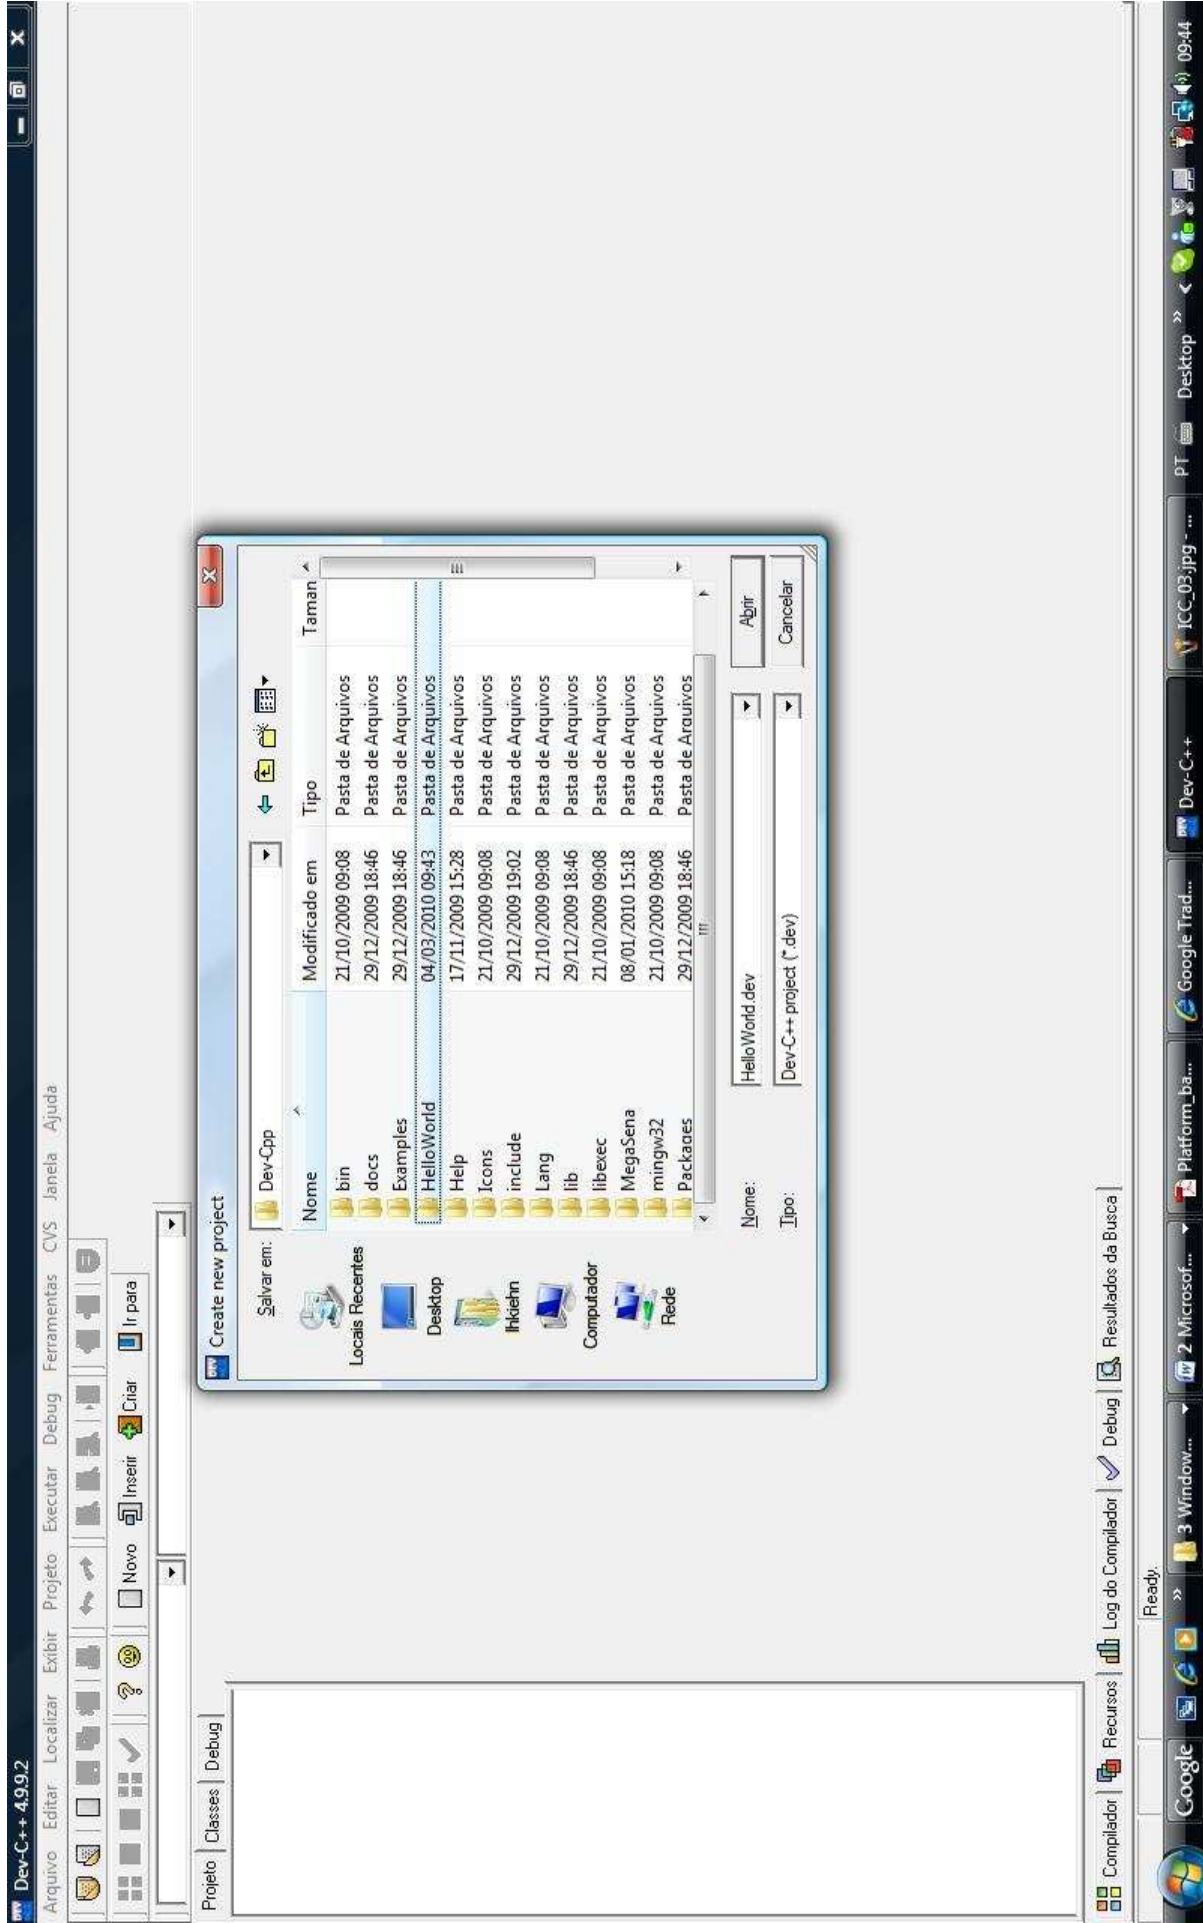 Dev-C++ 4.9.9.2
Arquivo Editar Localizar Exibir Projeto Executar Debug Ferramentas CVS Janela Ajuda
Novo Inserir Criar Ir para
Projeto Classes Debug
Create new project
Salvar em: Dev-Cpp
Nome Modificado em Tipo Taman
bin 21/10/2009 09:08 Pasta de Arquivos
docs 29/12/2009 18:46 Pasta de Arquivos
Examples 29/12/2009 18:46 Pasta de Arquivos
HelloWorld 04/03/2010 09:43 Pasta de Arquivos
Help 17/11/2009 15:28 Pasta de Arquivos
Icons 21/10/2009 09:08 Pasta de Arquivos
include 29/12/2009 19:02 Pasta de Arquivos
Lang 21/10/2009 09:08 Pasta de Arquivos
lib 29/12/2009 18:46 Pasta de Arquivos
libexec 21/10/2009 09:08 Pasta de Arquivos
MegaSena 08/01/2010 15:18 Pasta de Arquivos
mingw32 21/10/2009 09:08 Pasta de Arquivos
Packages 29/12/2009 18:46 Pasta de Arquivos
Locais Recentes
Desktop
lhkiehn
Computador
Rede
Nome: HelloWorld.dev Abrir
Tipo: Dev-C++ project (*.dev) Cancelar
Compilador Recursos Log do Compilador Debug Resultados da Busca
Ready.
Google 3 Window... 2 Microsof... Platform_ba... Google Trad... Dev-C++ ICC_03.jpg - ... PT Desktop 09:44